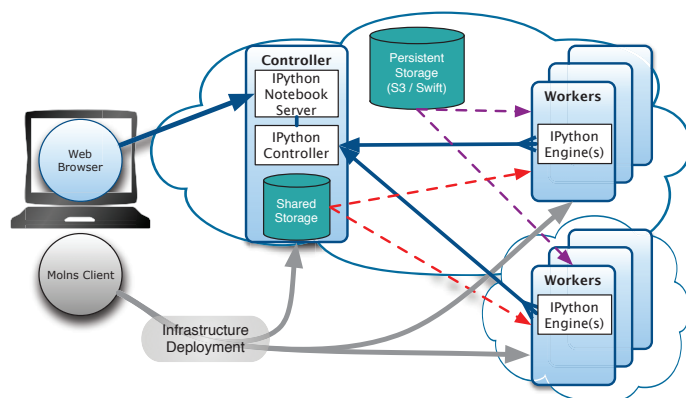 Controller
IPython
Notebook
Server
IPython
Controller
Shared
Storage
Persistent
Storage
(S3 / Swift)
Workers
IPython
Engine(s)
Web
Browser
Molns Client
Infrastructure
Deployment
Workers
IPython
Engine(s)